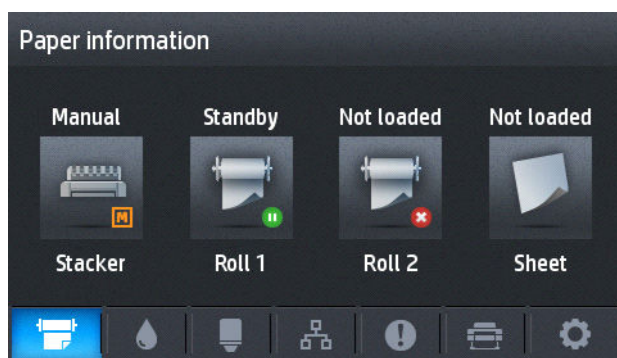 Paper information
Manual Standby Not loaded Not loaded
M
Stacker Roll 1 Roll 2 Sheet